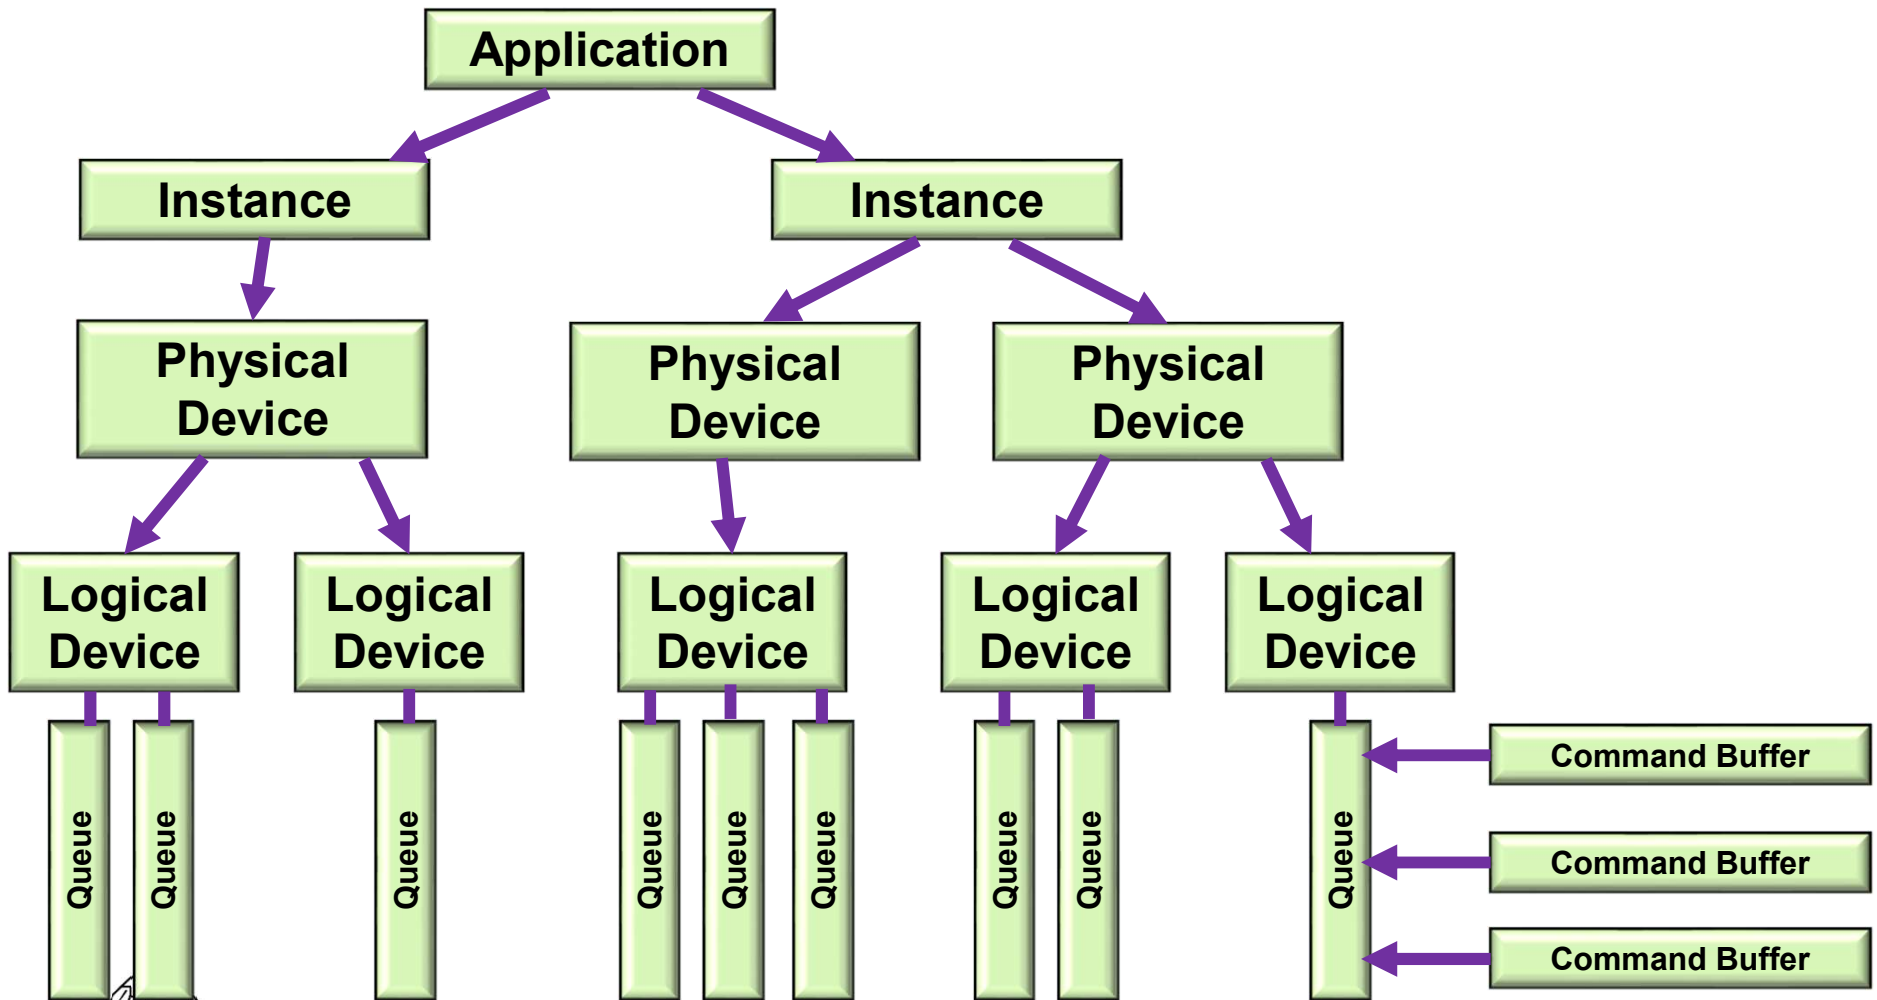 Application
Instance
Instance
Physical
Device
Physical
Device
Physical
Device
Logical
Device
Logical
Device
Logical
Device
Logical
Device
Logical
Device
Queue
Queue
Queue
Queue
Queue
Queue
Queue
Queue
Queue
Command Buffer
Command Buffer
Command Buffer